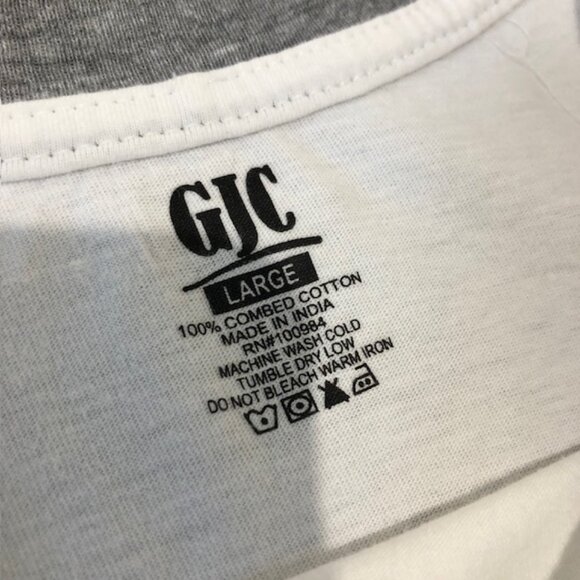 GJC
LARGE
100% COMBED COTTON
MADE IN INDIA
RN#100984
MACHINE WASH COLD
TUMBLE DRY LOW
DO NOT BLEACH WARM IRON